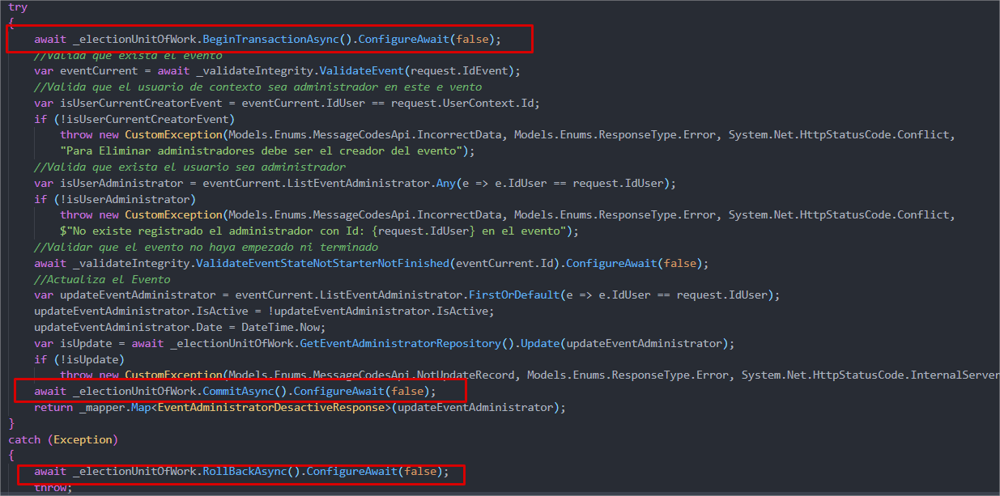 try
{
await _electionUnitOfWork.BeginTransactionAsync().ConfigureAwait(false);
//Valida que exista el evento
var eventCurrent = await _validateIntegrity.ValidateEvent(request.IdEvent);
//Valida que el usuario de contexto sea administrador en este e vento
var isUserCurrentCreatorEvent = eventCurrent.IdUser == request.UserContext.Id;
if (!isUserCurrentCreatorEvent)
throw new CustomException(Models.Enums.MessageCodesApi.IncorrectData, Models.Enums.ResponseType.Error, System.Net.HttpStatusCode.Conflict,
"Para Eliminar administradores debe ser el creador del evento");
//Valida que exista el usuario sea administrador
var isUserAdministrator = eventCurrent.ListEventAdministrator.Any(e => e.IdUser == request.IdUser);
if (!isUserAdministrator)
throw new CustomException(Models.Enums.MessageCodesApi.IncorrectData, Models.Enums.ResponseType.Error, System.Net.HttpStatusCode.Conflict,
$"No existe registrado el administrador con Id: {request.IdUser} en el evento");
//Validar que el evento no haya empezado ni terminado
await _validateIntegrity.ValidateEventStateNotStarterNotFinished(eventCurrent.Id).ConfigureAwait(false);
//Actualiza el Evento
var updateEventAdministrator = eventCurrent.ListEventAdministrator.FirstOrDefault(e => e.IdUser == request.IdUser);
updateEventAdministrator.IsActive = !updateEventAdministrator.IsActive;
updateEventAdministrator.Date = DateTime.Now;
var isUpdate = await _electionUnitOfWork.GetEventAdministratorRepository().Update(updateEventAdministrator);
if (!isUpdate)
throw new CustomException(Models.Enums.MessageCodesApi.NotUpdateRecord, Models.Enums.ResponseType.Error, System.Net.HttpStatusCode.InternalServer
await _electionUnitOfWork.CommitAsync().ConfigureAwait(false);
return _mapper.Map<EventAdministratorDesactiveResponse>(updateEventAdministrator);
}
catch (Exception)
{
await _electionUnitOfWork.RollBackAsync().ConfigureAwait(false);
throw;